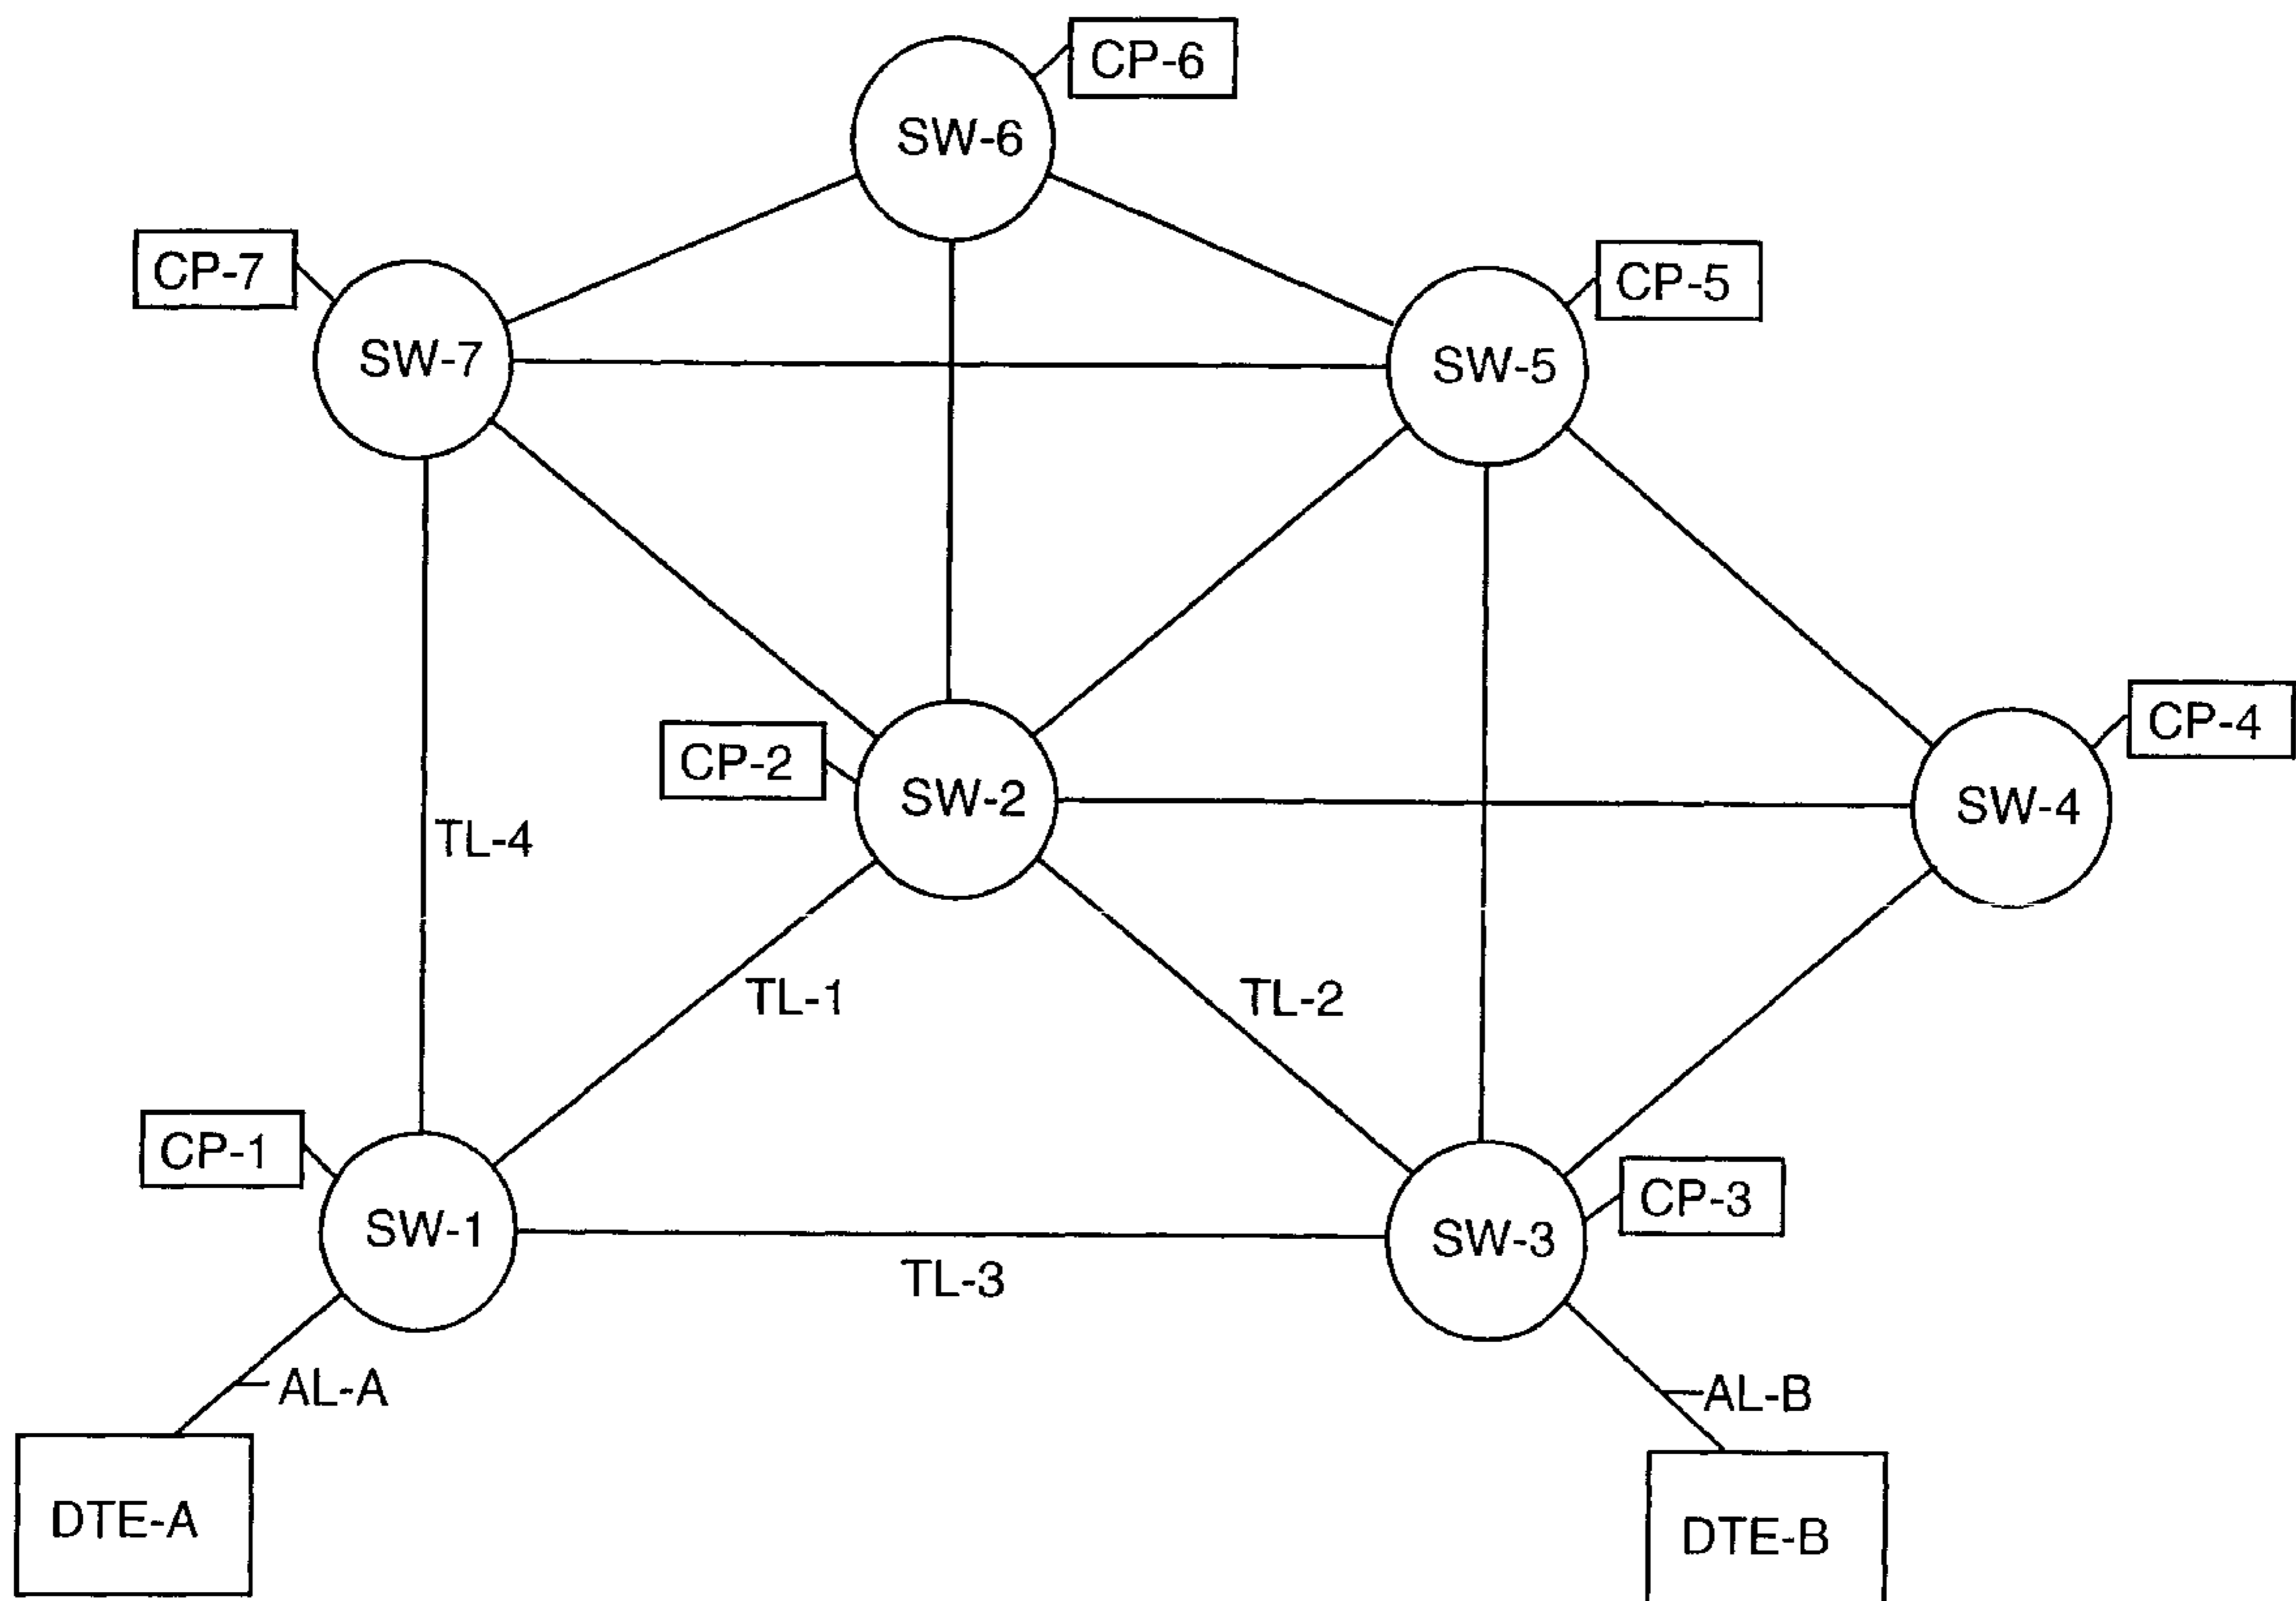 CP-6
SW-6
CP-7
CP-5
SW-7
SW-5
CP-4
CP-2
SW-2
SW-4
TL-4
TL-1
TL-2
CP-1
CP-3
SW-1
SW-3
TL-3
AL-A
AL-B
DTE-A
DTE-B